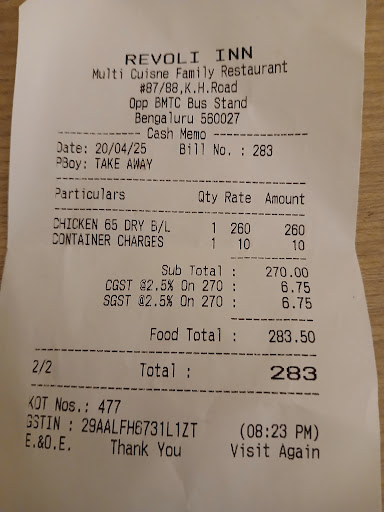 REVOLI INN
Multi Cuisne Family Restaurant
#87/88,K.H.Road
Opp BMTC Bus Stand
Bengaluru 560027
Cash Memo
Date: 20/04/25 Bill No. : 283
PBoy: TAKE AWAY
Particulars Qty Rate Amount
CHICKEN 65 DRY B/L 1 260 260
CONTAINER CHARGES 1 10 10
Sub Total : 270.00
CGST @2.5% On 270 : 6.75
SGST @2.5% On 270 : 6.75
Food Total : 283.50
2/2 Total : 283
KOT Nos.: 477
GSTIN : 29AALFH6731L1ZT (08:23 PM)
E.&O.E. Thank You Visit Again